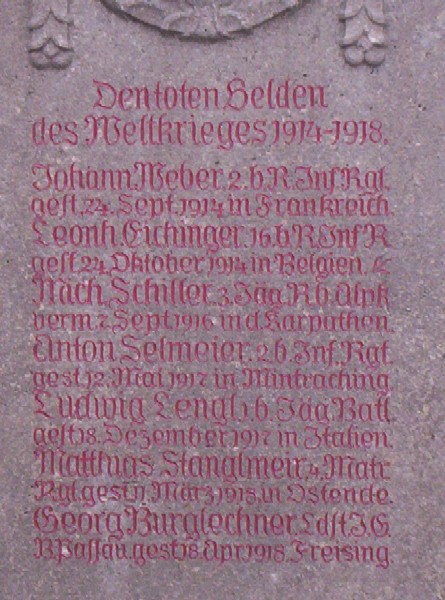 Den toten Helden
des Weltkrieges 1914-1918.
Johann Weber 2.b.R.Inf.Rgt.
gest. 24. Sept. 1914 in Frankreich.
Leonh. Eichinger 16.b.R.Inf.R
gest. 24. Oktober 1914 in Belgien.
Mich. Schiller 3. Jäg.R.b.Alpk
verm. 7. Sept 1916 in d. Karpathen.
Anton Selmeier. 2.b.Inf.Rgt.
gest. 12. Mai 1917 in Mintraching
Ludwig Lengl 1.b. Jäg.Batl.
gest. 18. Dezember 1917 in Italien.
Mathias Stanglmeir, 4. Matr.
Rgt. gest. März 1918. in Ostende.
Georg Burglechner. Ldst.I.E.
R.Passau. gest. 18. Apr. 1918. Freising.